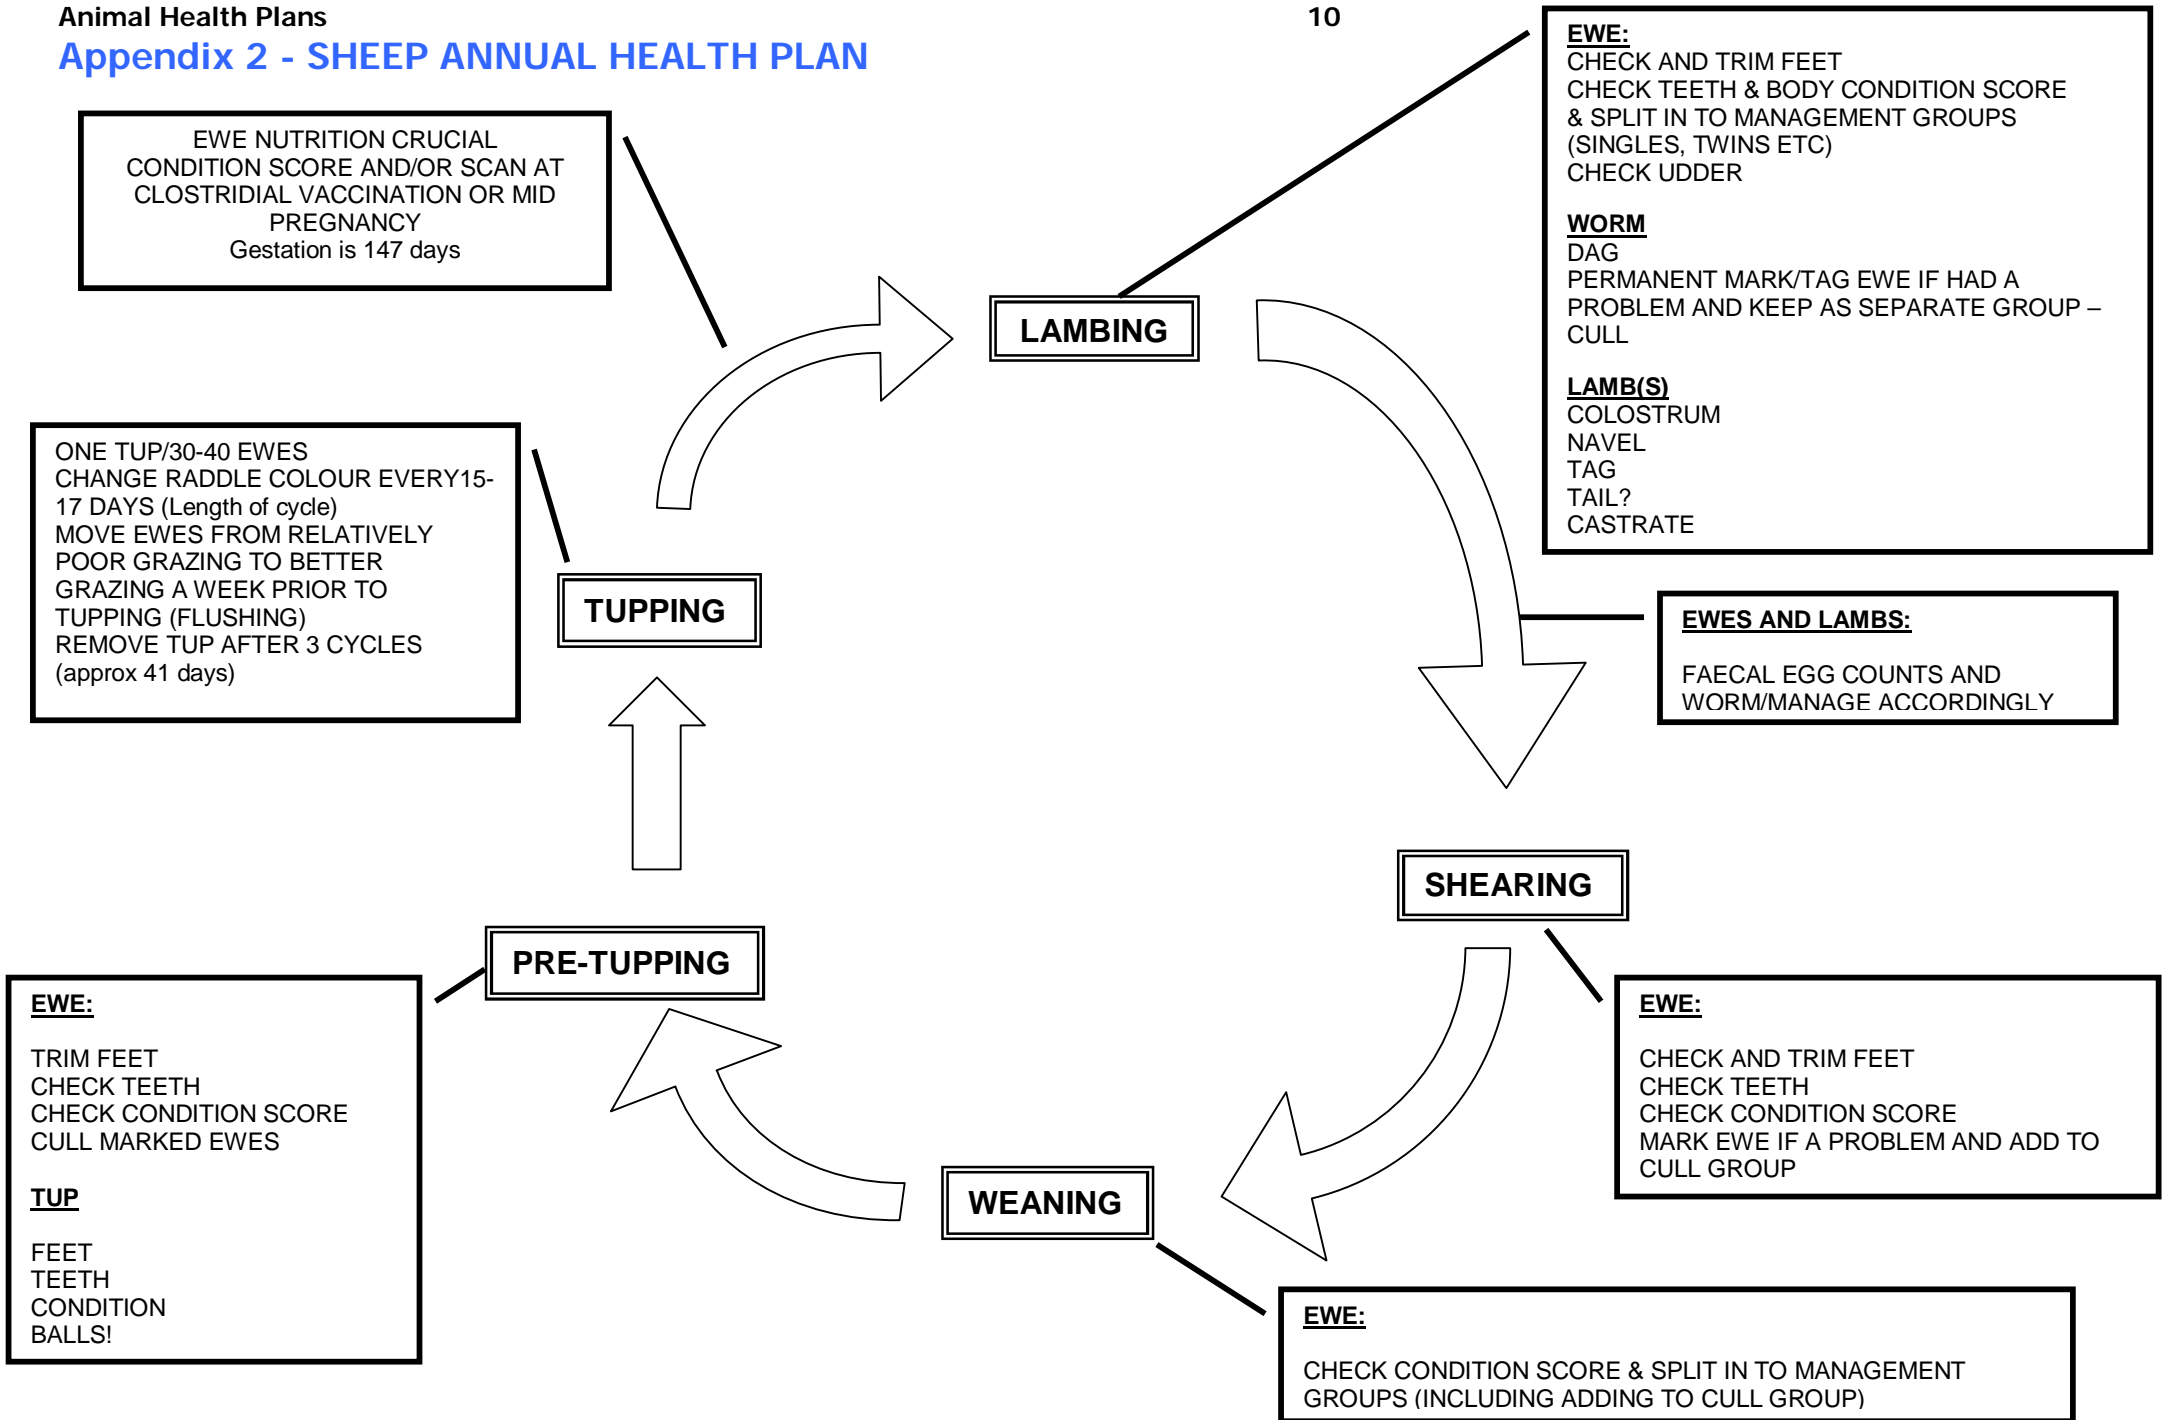 Animal Health Plans
10
Appendix 2 - SHEEP ANNUAL HEALTH PLAN
EWE NUTRITION CRUCIAL
CONDITION SCORE AND/OR SCAN AT
CLOSTRIDIAL VACCINATION OR MID
PREGNANCY
Gestation is 147 days
LAMBING
EWE:
CHECK AND TRIM FEET
CHECK TEETH & BODY CONDITION SCORE
& SPLIT IN TO MANAGEMENT GROUPS
(SINGLES, TWINS ETC)
CHECK UDDER
WORM
DAG
PERMANENT MARK/TAG EWE IF HAD A
PROBLEM AND KEEP AS SEPARATE GROUP –
CULL
LAMB(S)
COLOSTRUM
NAVEL
TAG
TAIL?
CASTRATE
ONE TUP/30-40 EWES
CHANGE RADDLE COLOUR EVERY15-
17 DAYS (Length of cycle)
MOVE EWES FROM RELATIVELY
POOR GRAZING TO BETTER
GRAZING A WEEK PRIOR TO
TUPPING (FLUSHING)
REMOVE TUP AFTER 3 CYCLES
(approx 41 days)
TUPPING
EWES AND LAMBS:
FAECAL EGG COUNTS AND
WORM/MANAGE ACCORDINGLY
SHEARING
EWE:
CHECK AND TRIM FEET
CHECK TEETH
CHECK CONDITION SCORE
MARK EWE IF A PROBLEM AND ADD TO
CULL GROUP
PRE-TUPPING
EWE:
TRIM FEET
CHECK TEETH
CHECK CONDITION SCORE
CULL MARKED EWES
TUP
FEET
TEETH
CONDITION
BALLS!
WEANING
EWE:
CHECK CONDITION SCORE & SPLIT IN TO MANAGEMENT
GROUPS (INCLUDING ADDING TO CULL GROUP)